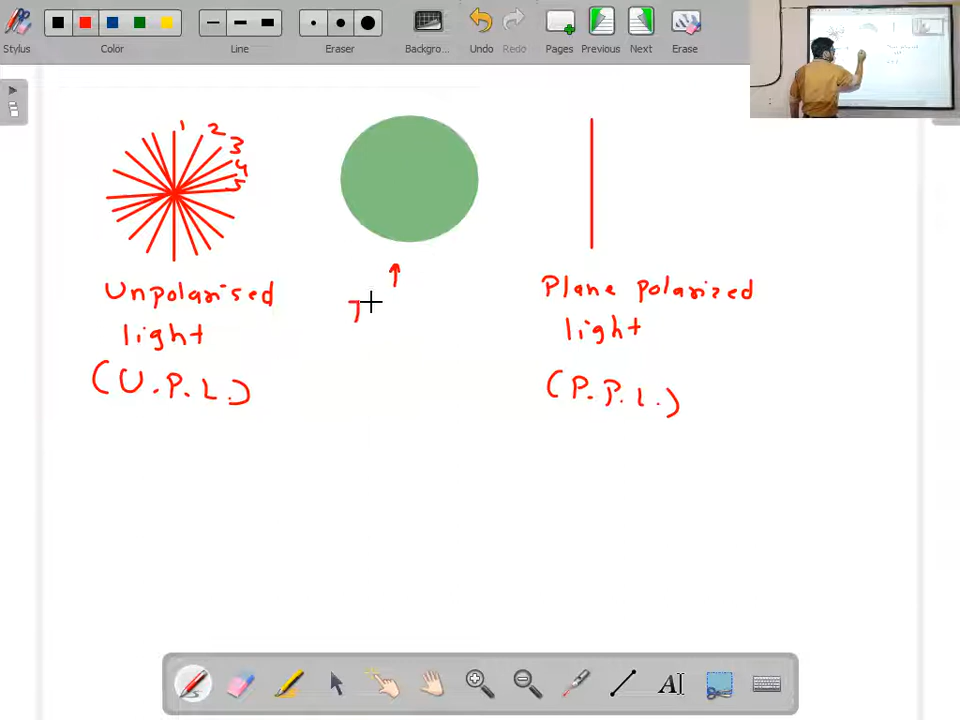 Stylus
Color
Line
Eraser
Backgro...
Undo
Redo
Pages
Previous
Next
Erase
1
2
3
4
5
Unpolarised
light
(U.P.L.)
Plane polarized
light
(P.P.L.)
A